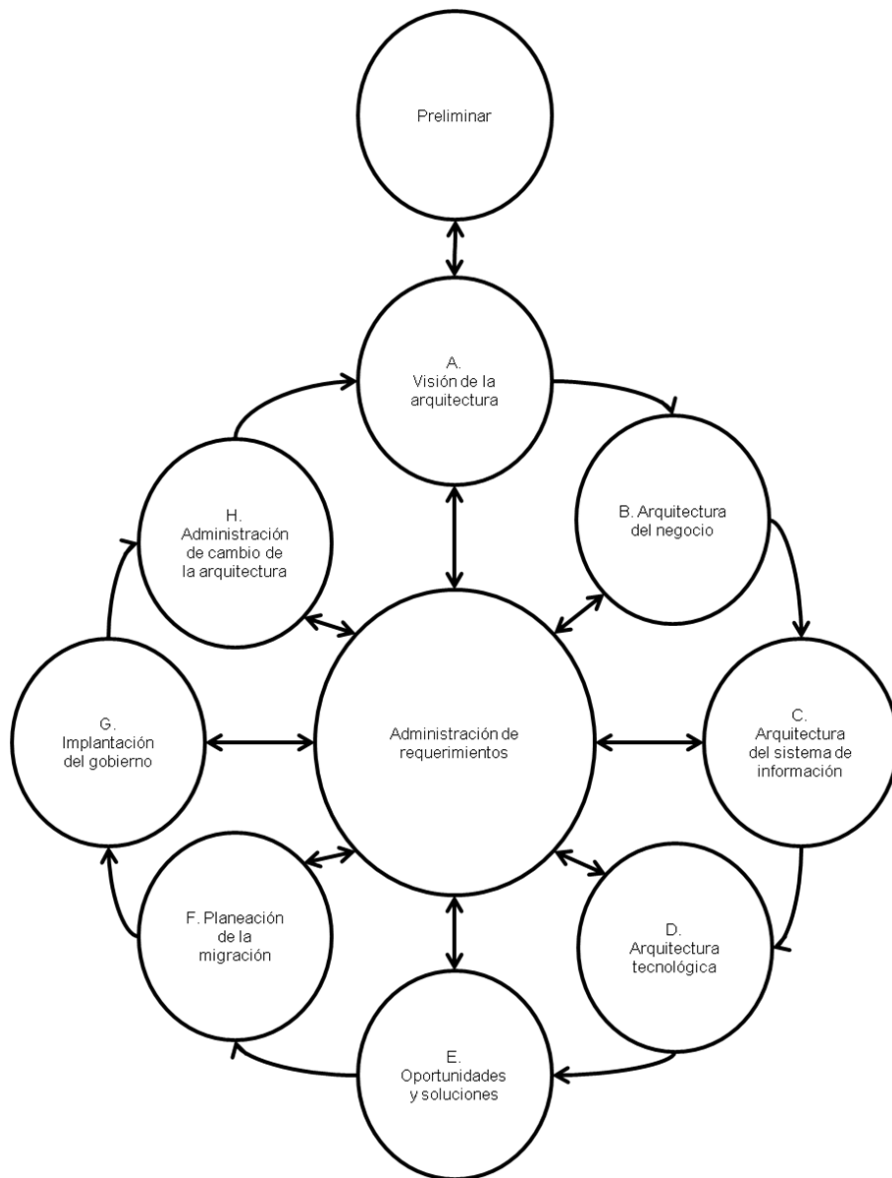 Preliminar
A.
Visión de la
arquitectura
B. Arquitectura
del negocio
C.
Arquitectura
del sistema de
información
D.
Arquitectura
tecnológica
E.
Oportunidades
y soluciones
F. Planeación
de la
migración
G.
Implantación
del gobierno
H.
Administración
de cambio de
la arquitectura
Administración de
requerimientos